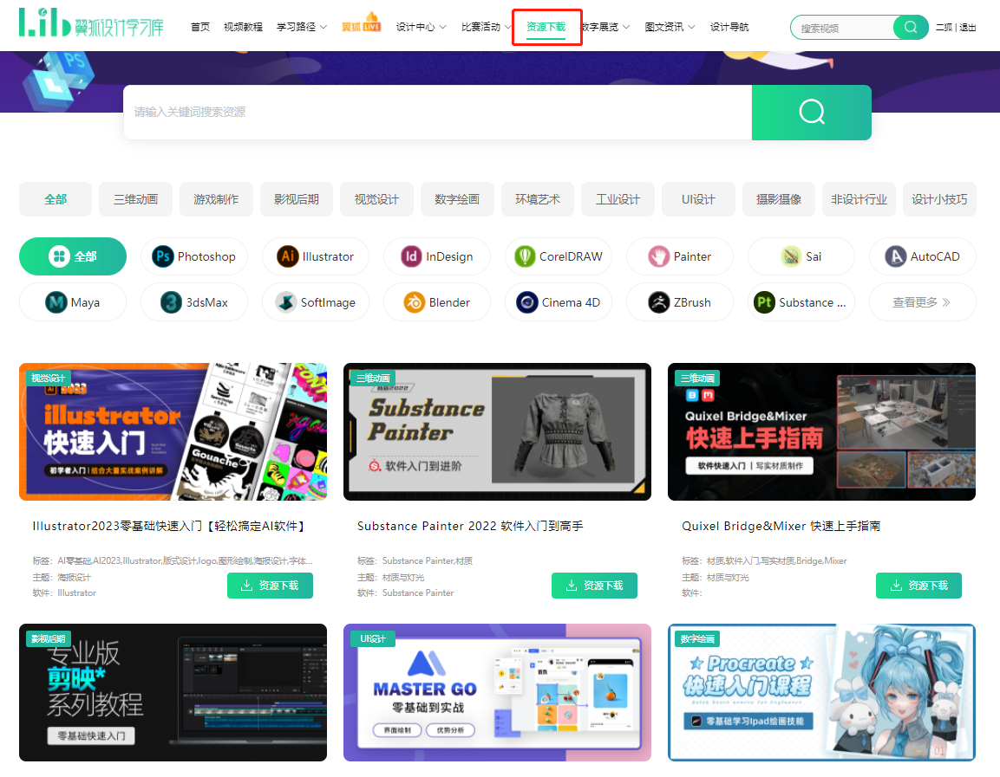 Lib 翼狐设计学习库
首页 视频教程 学习路径 翼狐 LIVE 设计中心 比赛活动 资源下载 数字展览 图文资讯 设计导航
搜索视频
二狐 | 退出
PS
请输入关键词搜索资源
全部 三维动画 游戏制作 影视后期 视觉设计 数字绘画 环境艺术 工业设计 UI设计 摄影摄像 非设计行业 设计小技巧
全部 Ps Photoshop Ai Illustrator Id InDesign CorelDRAW Painter Sai AutoCAD
Maya 3dsMax SoftImage Blender Cinema 4D ZBrush Pt Substance ... 查看更多
视觉设计
Ai 2023
illustrator
快速入门
初学者入门 | 结合大量实战案例讲解
Gouache
三维动画
Substance
Painter
软件入门到进阶
三维动画
B M
Quixel Bridge&Mixer
快速上手指南
软件快速入门 | 写实材质制作
Illustrator2023零基础快速入门【轻松搞定AI软件】
标签: AI零基础,AI2023,Illustrator,版式设计,logo,图形绘制,海报设计,字体...
主题: 海报设计
软件: Illustrator
资源下载
Substance Painter 2022 软件入门到高手
标签: Substance Painter,材质
主题: 材质与灯光
软件: Substance Painter
资源下载
Quixel Bridge&Mixer 快速上手指南
标签: 材质,软件入门,写实材质,Bridge,Mixer
主题: 材质与灯光
软件:
资源下载
影视后期
专业版
剪映*
系列教程
零基础快速入门
UI设计
MASTER GO
零基础到实战
界面绘制 优势分析
数字绘画
Procreate
快速入门课程
零基础学习Ipad绘画技能
01